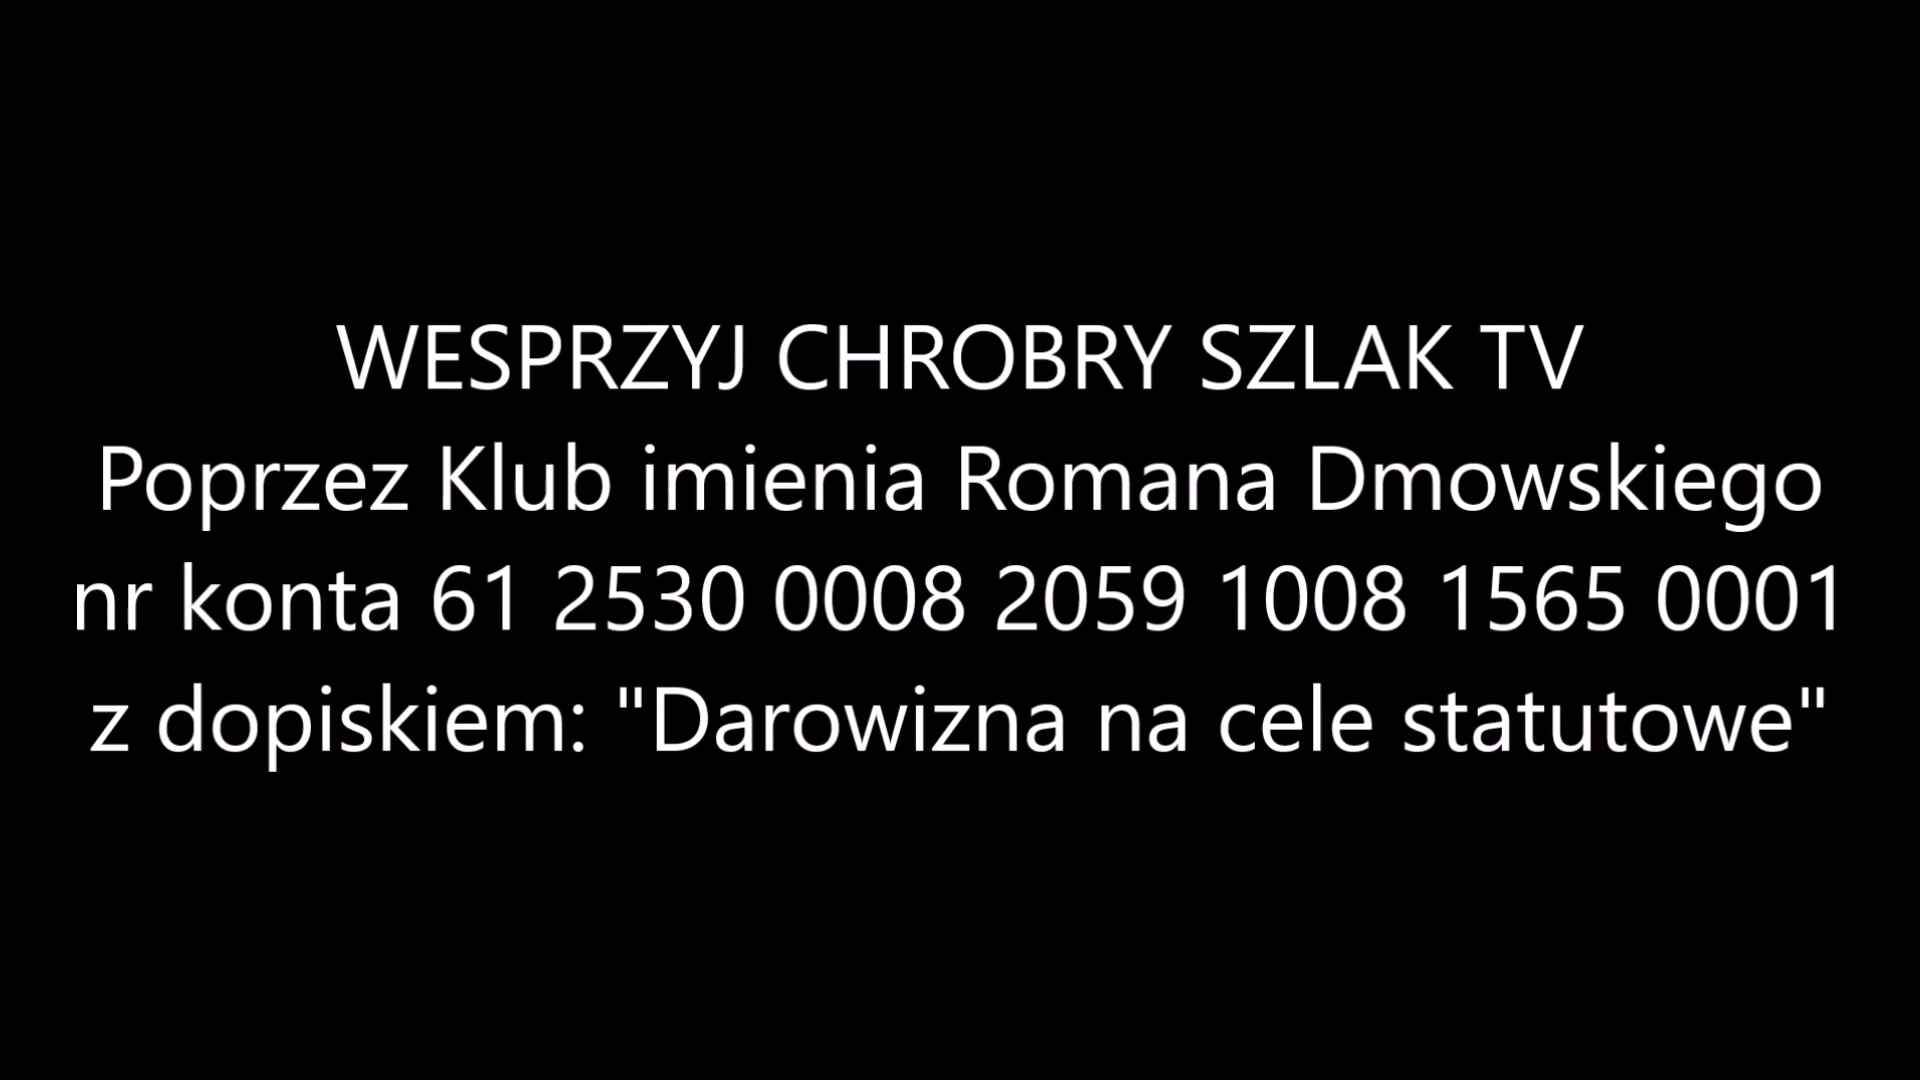 WESPRZYJ CHROBRY SZLAK TV
Poprzez Klub imienia Romana Dmowskiego
nr konta 61 2530 0008 2059 1008 1565 0001
z dopiskiem: "Darowizna na cele statutowe"